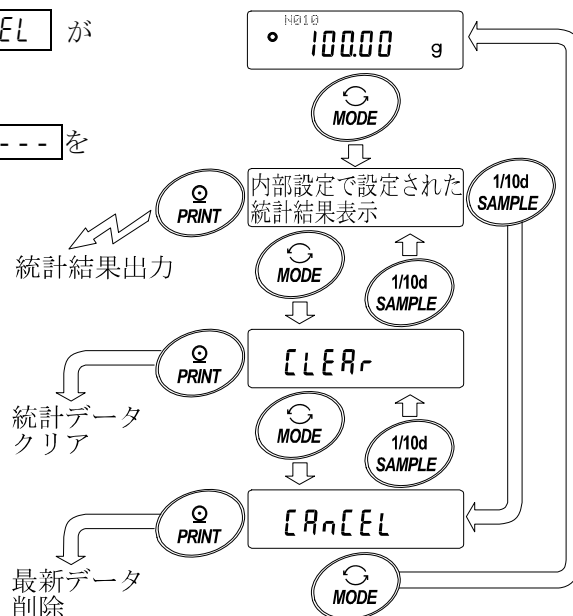 EL が
N010
100.00 g
MODE
- - - を
内部設定で設定された
統計結果表示
PRINT
1/10d
SAMPLE
統計結果出力
MODE
1/10d
SAMPLE
PRINT
CLEAr
統計データ
クリア
MODE
1/10d
SAMPLE
PRINT
CAnCEL
最新データ
削除
MODE